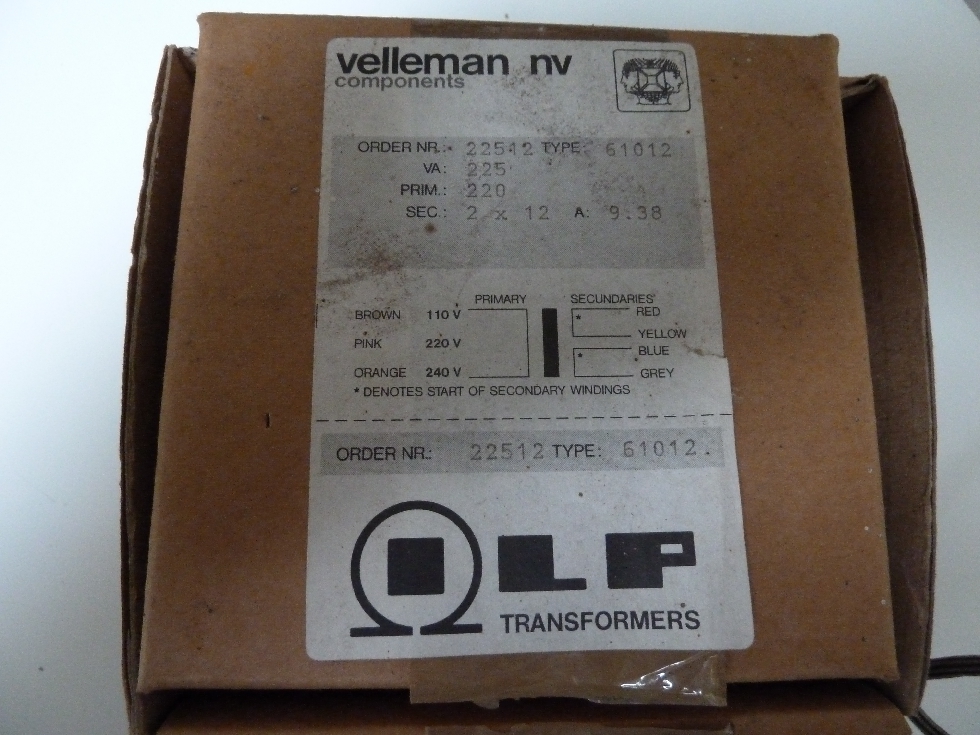 velleman nv
components
ORDER NR.: 22512 TYPE: 61012
VA: 225
PRIM.: 220
SEC.: 2 x 12 A: 9.38
PRIMARY SECUNDARIES
BROWN 110 V RED
* YELLOW
PINK 220 V BLUE
*
ORANGE 240 V GREY
* DENOTES START OF SECONDARY WINDINGS
ORDER NR.: 22512 TYPE: 61012
ILP
TRANSFORMERS